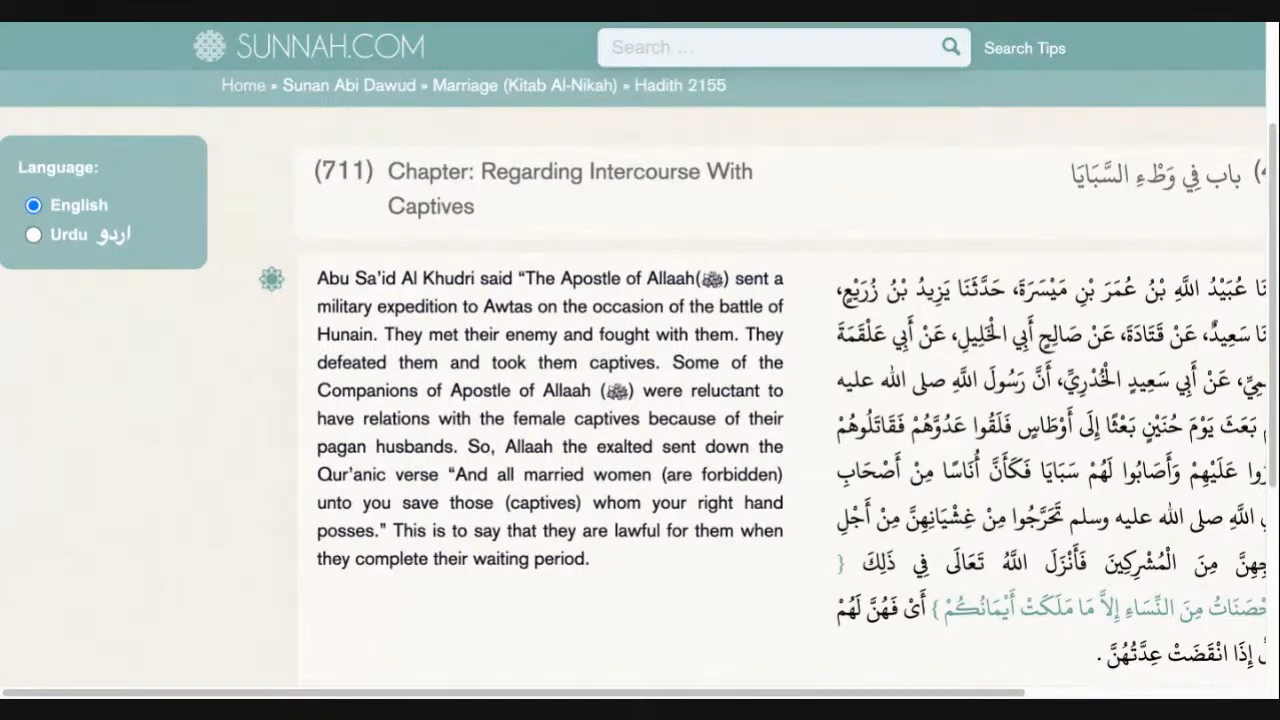 SUNNAH.COM
Search ...
Search Tips
Home » Sunan Abi Dawud » Marriage (Kitab Al-Nikah) » Hadith 2155
Language:
English
Urdu اردو
(711) Chapter: Regarding Intercourse With
Captives
باب فِي وَطْءِ السَّبَايَا
Abu Sa'id Al Khudri said “The Apostle of Allaah(ﷺ) sent a
military expedition to Awtas on the occasion of the battle of
Hunain. They met their enemy and fought with them. They
defeated them and took them captives. Some of the
Companions of Apostle of Allaah (ﷺ) were reluctant to
have relations with the female captives because of their
pagan husbands. So, Allaah the exalted sent down the
Qur'anic verse “And all married women (are forbidden)
unto you save those (captives) whom your right hand
posses.” This is to say that they are lawful for them when
they complete their waiting period.
عُبَيْدُ اللَّهِ بْنُ عُمَرَ بْنِ مَيْسَرَةَ، حَدَّثَنَا يَزِيدُ بْنُ زُرَيْعٍ،
سَعِيدٌ، عَنْ قَتَادَةَ، عَنْ صَالِحٍ أَبِي الْخَلِيلِ، عَنْ أَبِي عَلْقَمَةَ
عَنْ أَبِي سَعِيدٍ الْخُدْرِيِّ، أَنَّ رَسُولَ اللَّهِ صلى الله عليه
بَعَثَ يَوْمَ حُنَيْنٍ بَعْثًا إِلَى أَوْطَاسٍ فَلَقُوا عَدُوَّهُمْ فَقَاتَلُوهُمْ
عَلَيْهِمْ وَأَصَابُوا لَهُمْ سَبَايَا فَكَأَنَّ أُنَاسًا مِنْ أَصْحَابِ
اللَّهِ صلى الله عليه وسلم تَحَرَّجُوا مِنْ غِشْيَانِهِنَّ مِنْ أَجْلِ
مِنَ الْمُشْرِكِينَ فَأَنْزَلَ اللَّهُ تَعَالَى فِي ذَلِكَ {
مِنَ النِّسَاءِ إِلاَّ مَا مَلَكَتْ أَيْمَانُكُمْ } أَىْ فَهُنَّ لَهُمْ
إِذَا انْقَضَتْ عِدَّتُهُنَّ .